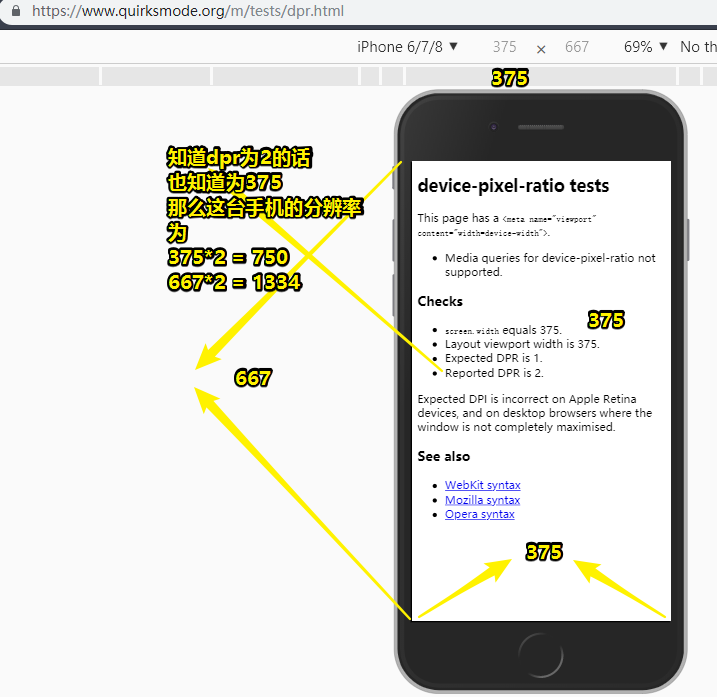 https://www.quirksmode.org/m/tests/dpr.html
iPhone 6/7/8 ▼ 375 × 667 69% ▼ No th
375
知道dpr为2的话
也知道为375
那么这台手机的分辨率
为
375*2 = 750
667*2 = 1334
667
device-pixel-ratio tests
This page has a <meta name="viewport"
content="width=device-width">.
• Media queries for device-pixel-ratio not
supported.
Checks
375
• screen.width equals 375.
• Layout viewport width is 375.
• Expected DPR is 1.
• Reported DPR is 2.
Expected DPI is incorrect on Apple Retina
devices, and on desktop browsers where the
window is not completely maximised.
See also
• WebKit syntax
• Mozilla syntax
• Opera syntax
375